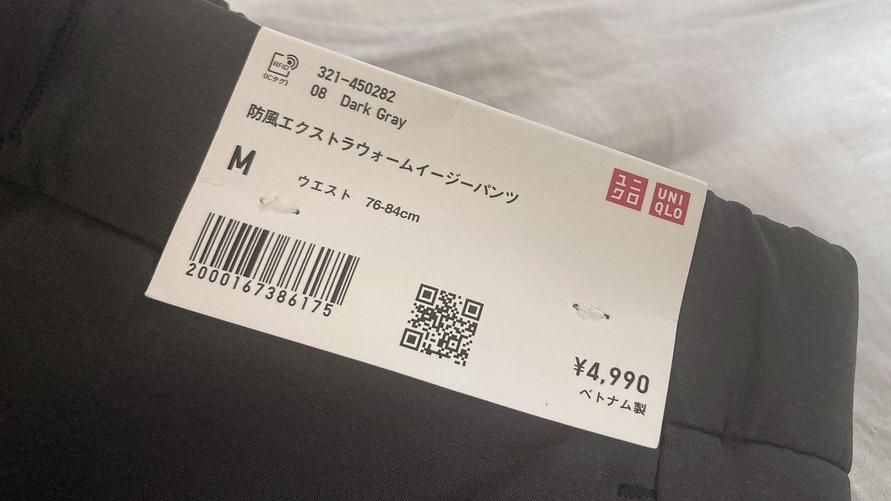 RFID
(ICタグ)
321-450282
08 Dark Gray
防風エクストラウォームイージーパンツ
M
ウエスト 76-84cm
ユニ
クロ
UNI
QLO
2000167386175
¥4,990
ベトナム製